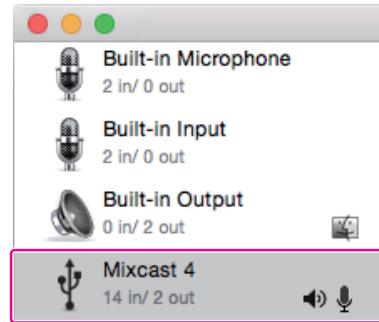 Built-in Microphone
2 in/ 0 out
Built-in Input
2 in/ 0 out
Built-in Output
0 in/ 2 out
Mixcast 4
14 in/ 2 out